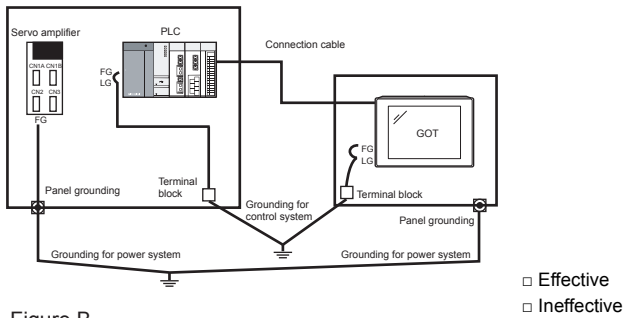 Servo amplifier
PLC
Connection cable
CN1A CN1B
CN2 CN3
FG
FG
LG
GOT
FG
LG
Panel grounding
Terminal
block
Grounding for
control system
Terminal block
Panel grounding
Grounding for power system
Grounding for power system
□ Effective
□ Ineffective
Figure B